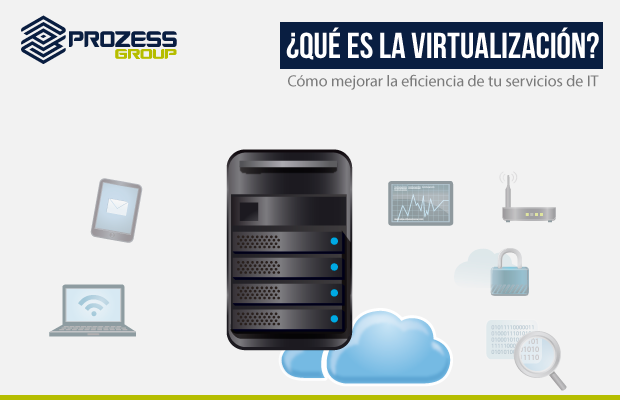 PROZESS
GROUP
¿QUÉ ES LA VIRTUALIZACIÓN?
Cómo mejorar la eficiencia de tu servicios de IT